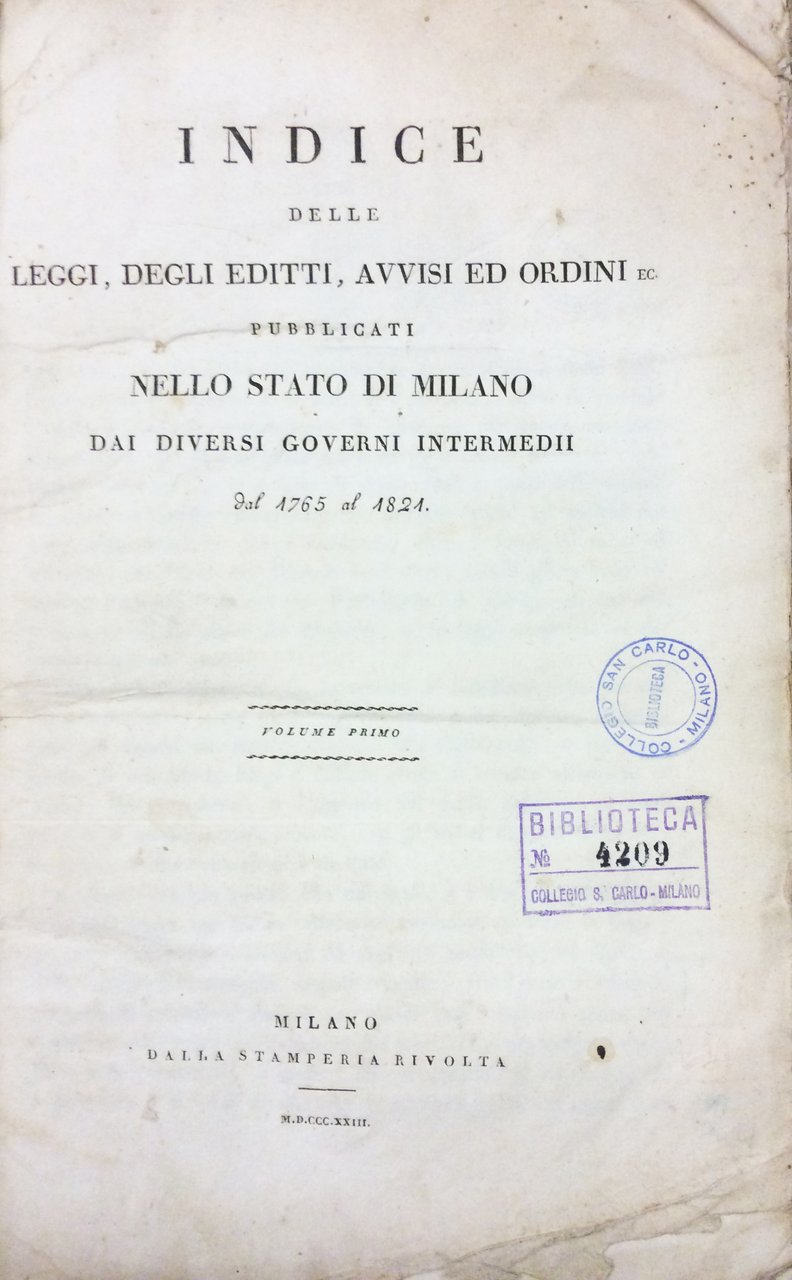 INDICE
DELLE
LEGGI, DEGLI EDITTI, AVVISI ED ORDINI EC.
PUBBLICATI
NELLO STATO DI MILANO
DAI DIVERSI GOVERNI INTERMEDII
dal 1765 al 1821.
VOLUME PRIMO
COLLEGIO SAN CARLO - MILANO -
BIBLIOTECA
BIBLIOTECA
№ 4209
COLLEGIO S. CARLO - MILANO
MILANO
DALLA STAMPERIA RIVOLTA
M.D.CCC.XXIII.